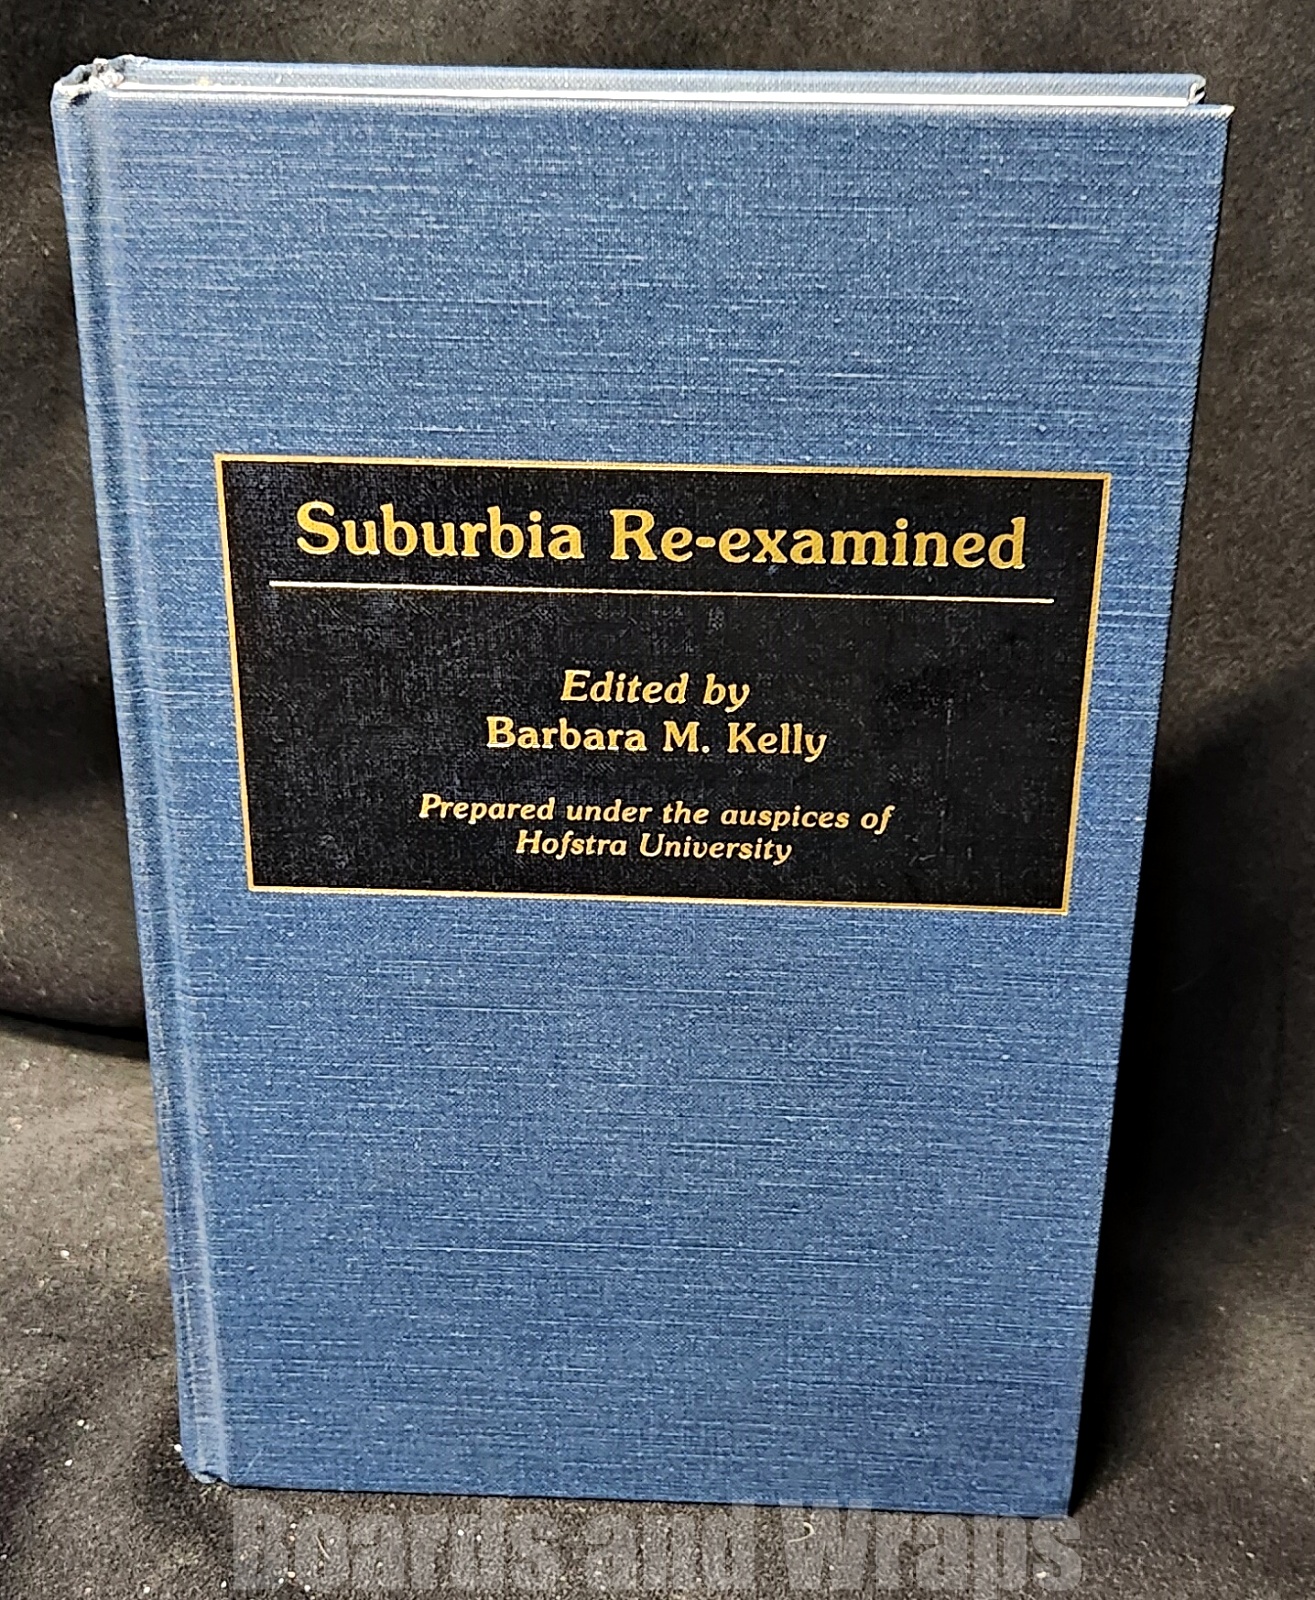 Suburbia Re-examined
Edited by
Barbara M. Kelly
Prepared under the auspices of
Hofstra University
Boards and Wraps